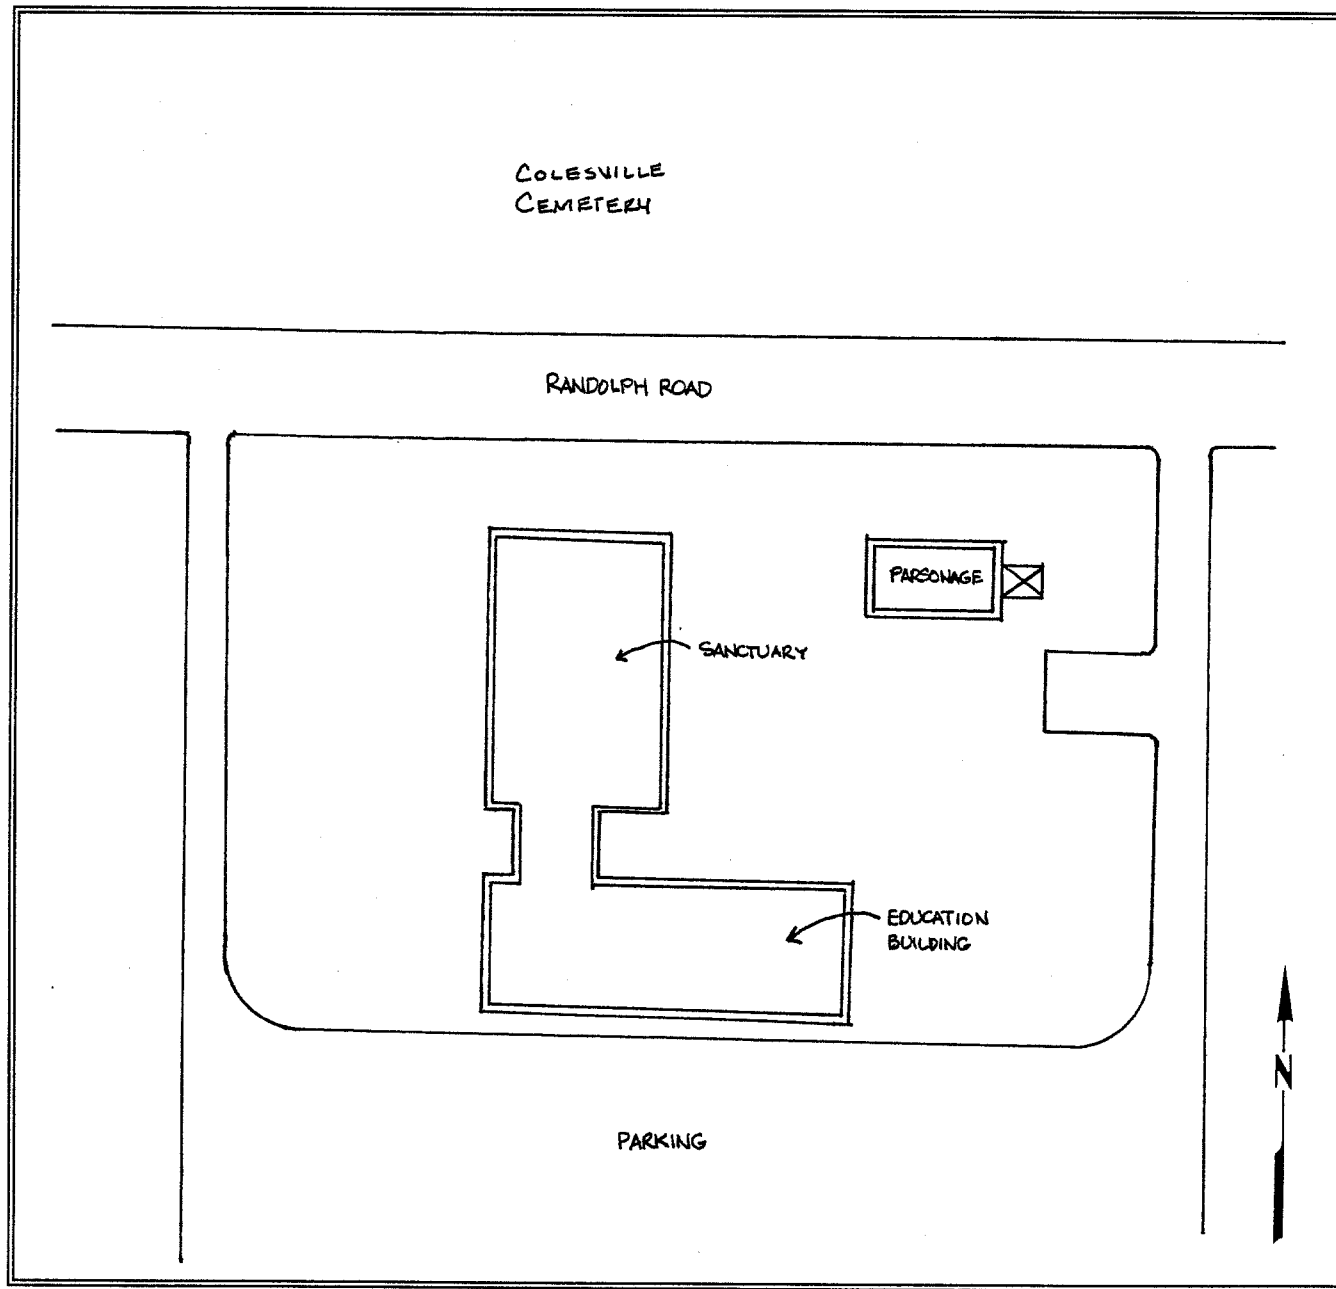 COLESVILLE
CEMETERY
RANDOLPH ROAD
PARSONAGE
SANCTUARY
EDUCATION
BUILDING
N
PARKING